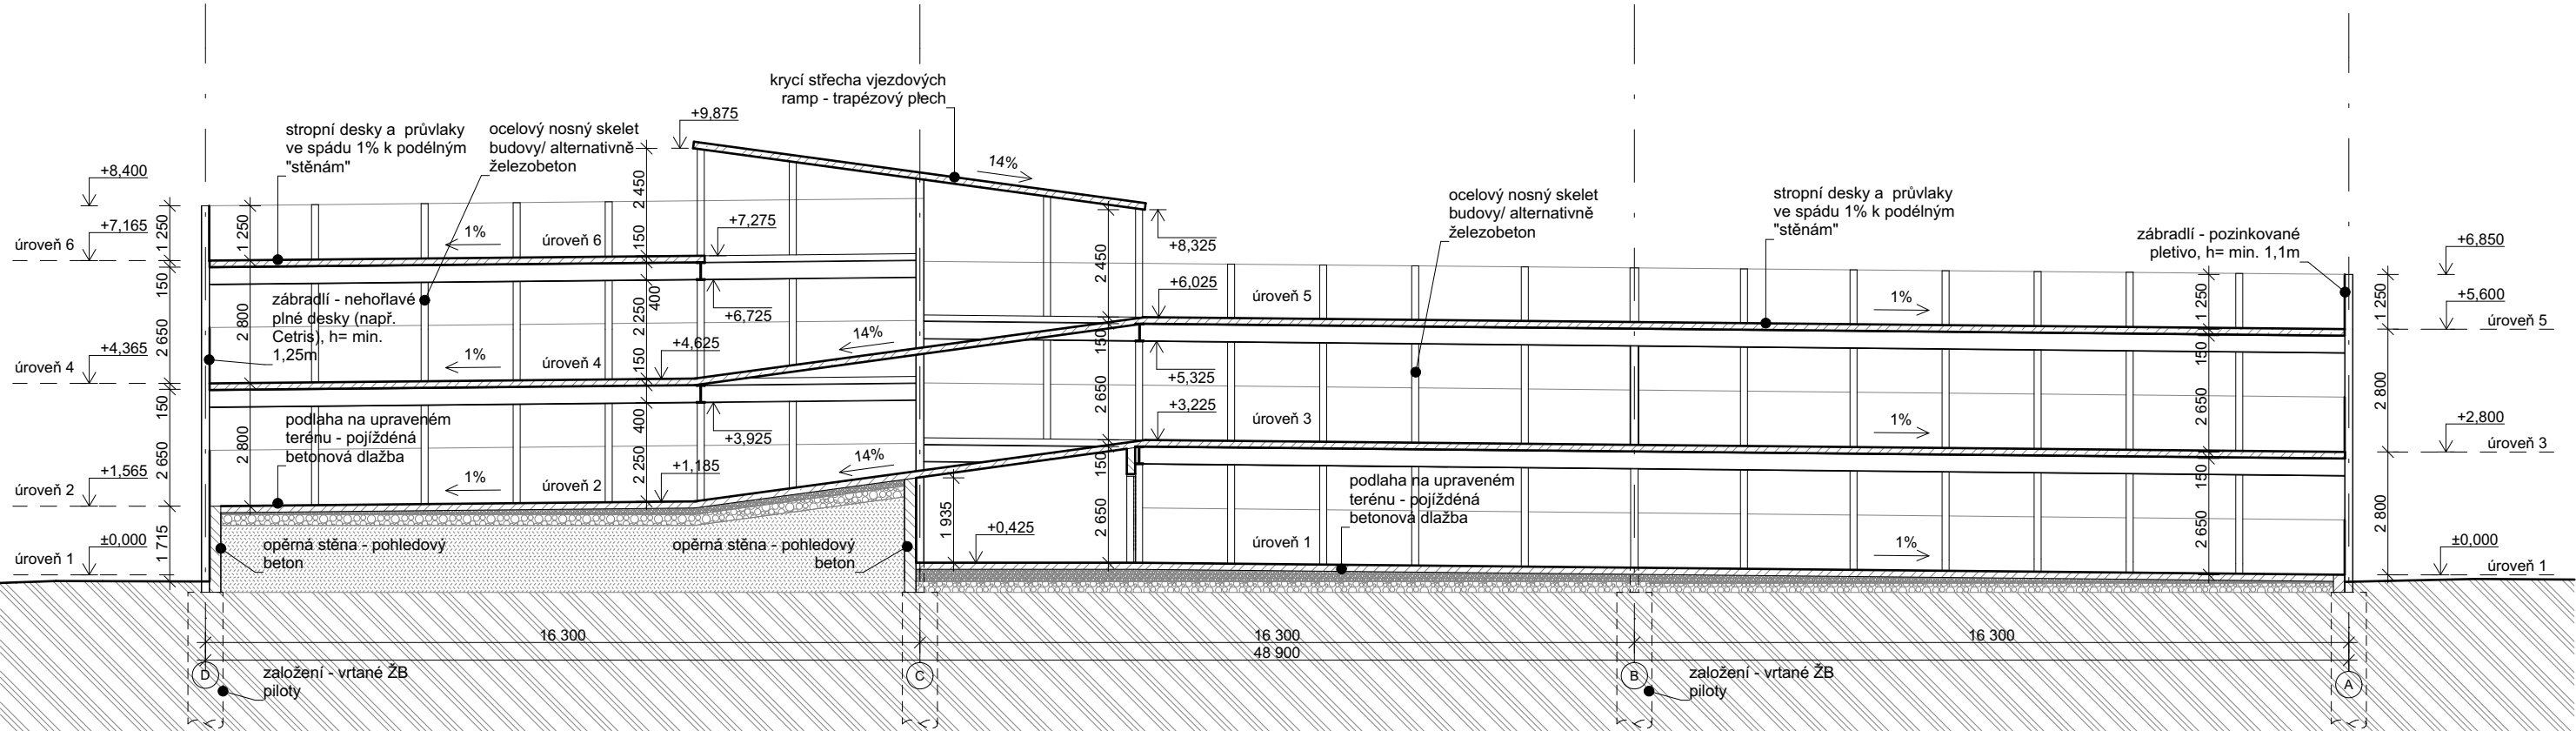 krycí střecha vjezdových
ramp - trapézový plech
+9,875
14%
stropní desky a průvlaky
ve spádu 1% k podélným
"stěnám"
ocelový nosný skelet
budovy/ alternativně
železobeton
+8,400
+7,165
úroveň 6
+4,365
úroveň 4
+1,565
úroveň 2
±0,000
úroveň 1
1 250
150
2 650
150
2 650
1 715
1 250
2 800
2 800
1%
úroveň 6
2 450
150
400
2 250
150
400
2 250
+7,275
+6,725
zábradlí - nehořlavé
plné desky (např.
Cetris), h= min.
1,25m
1%
úroveň 4
+4,625
14%
+3,925
podlaha na upraveném
terénu - pojížděná
betonová dlažba
1%
úroveň 2
+1,185
14%
opěrná stěna - pohledový
beton
opěrná stěna - pohledový
beton
1 935
+0,425
2 450
150
2 650
150
2 650
+8,325
+6,025
úroveň 5
+5,325
+3,225
úroveň 3
ocelový nosný skelet
budovy/ alternativně
železobeton
stropní desky a průvlaky
ve spádu 1% k podélným
"stěnám"
zábradlí - pozinkované
pletivo, h= min. 1,1m
1%
1%
podlaha na upraveném
terénu - pojížděná
betonová dlažba
úroveň 1
1%
1 250
150
2 650
150
2 650
1 250
2 800
2 800
+6,850
+5,600
úroveň 5
+2,800
úroveň 3
±0,000
úroveň 1
16 300
16 300
16 300
48 900
D
C
B
A
založení - vrtané ŽB
piloty
založení - vrtané ŽB
piloty